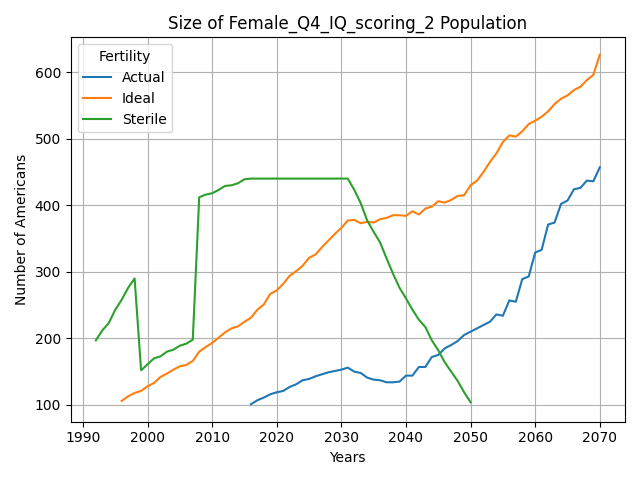 Size of Female_Q4_IQ_scoring_2 Population
Fertility
Actual
Ideal
Sterile
Number of Americans
600
500
400
300
200
100
1990 2000 2010 2020 2030 2040 2050 2060 2070
Years